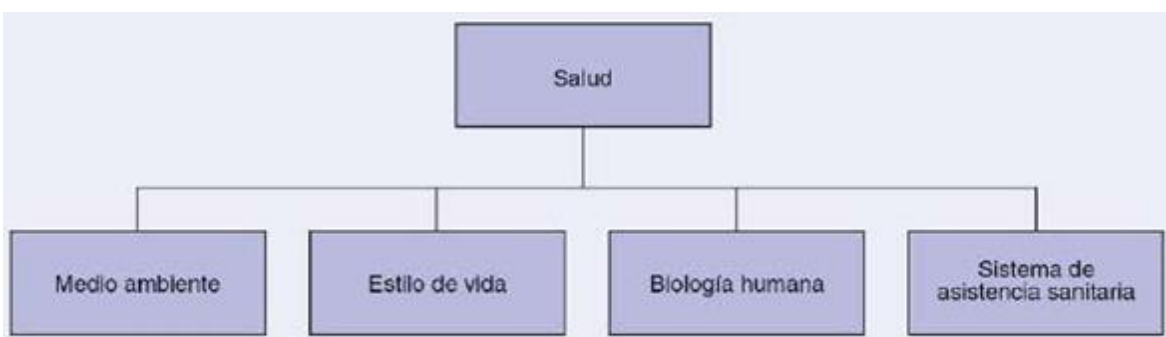 Salud
Medio ambiente
Estilo de vida
Biología humana
Sistema de
asistencia sanitaria